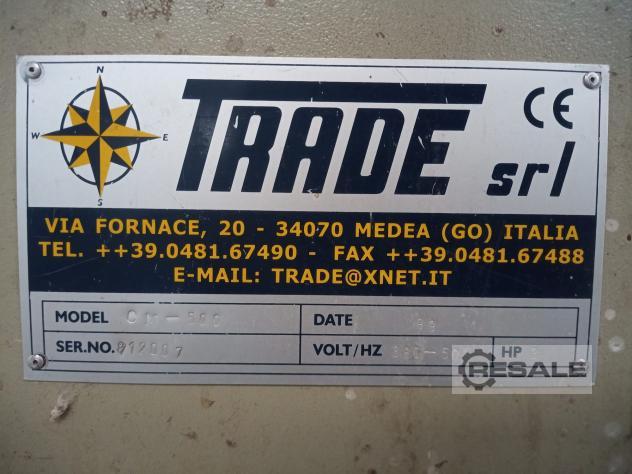 N
W E
S
TRADE srl
CE
VIA FORNACE, 20 - 34070 MEDEA (GO) ITALIA
TEL. ++39.0481.67490 - FAX ++39.0481.67488
E-MAIL: TRADE@XNET.IT
MODEL DATE 99
SER.NO. VOLT/HZ HP
RESALE